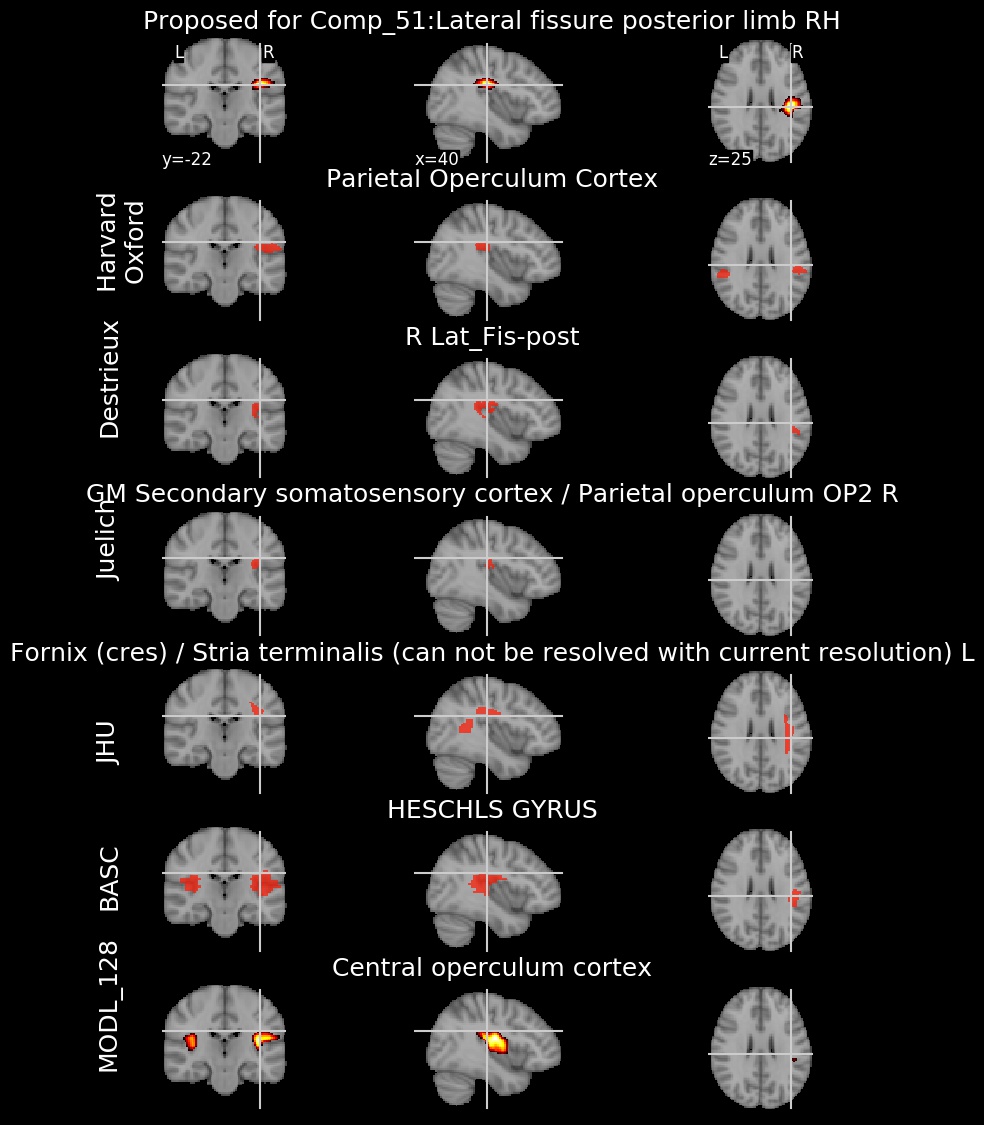 Proposed for Comp_51:Lateral fissure posterior limb RH
L R L R
y=-22 x=40 z=25
Parietal Operculum Cortex
Harvard
Oxford
R Lat_Fis-post
Destrieux
GM Secondary somatosensory cortex / Parietal operculum OP2 R
Juelich
Fornix (cres) / Stria terminalis (can not be resolved with current resolution) L
JHU
HESCHLS GYRUS
BASC
Central operculum cortex
MODL_128